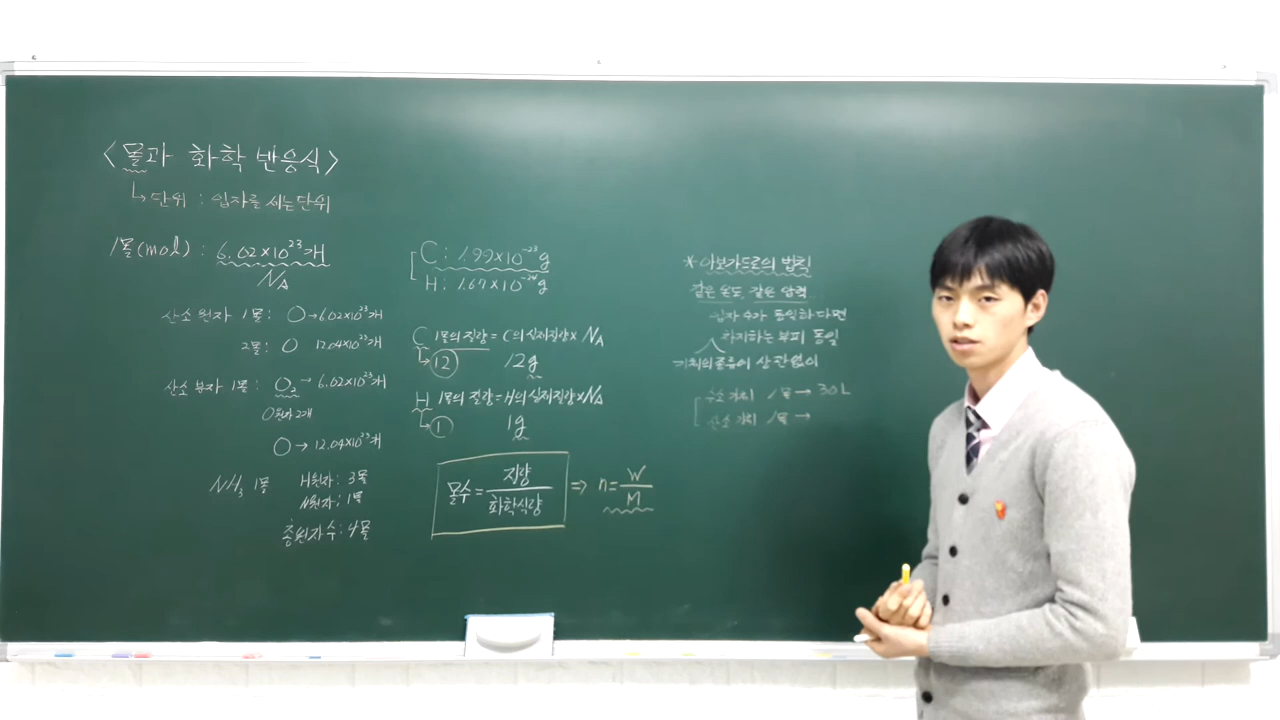 <몰과 화학 반응식>
↳ 단위 : 입자를 세는 단위
1몰(mol) : 6.02×10²³개
N_A
산소 원자 1몰 : O → 6.02×10²³개
2몰 : O 12.04×10²³개
산소 분자 1몰 : O₂ → 6.02×10²³개
O원자 2개
O → 12.04×10²³개
NH₃ 1몰 H원자 : 3몰
N원자 ; 1몰
총 원자 수 : 4몰
C : 1.99×10⁻²³g
H : 1.67×10⁻²⁴g
C 1몰의 질량 = C의 실제질량 × N_A
↳ 12 12g
H 1몰의 질량 = H의 실제질량 × N_A
↳ 1 1g
몰수 = 질량/화학식량 ⇒ n = W/M
*아보가드로의 법칙
같은 온도, 같은 압력
입자 수가 동일하다면
차지하는 부피 동일
기체의 종류에 상관없이
수소 기체 1몰 → 30L
산소 기체 1몰 →